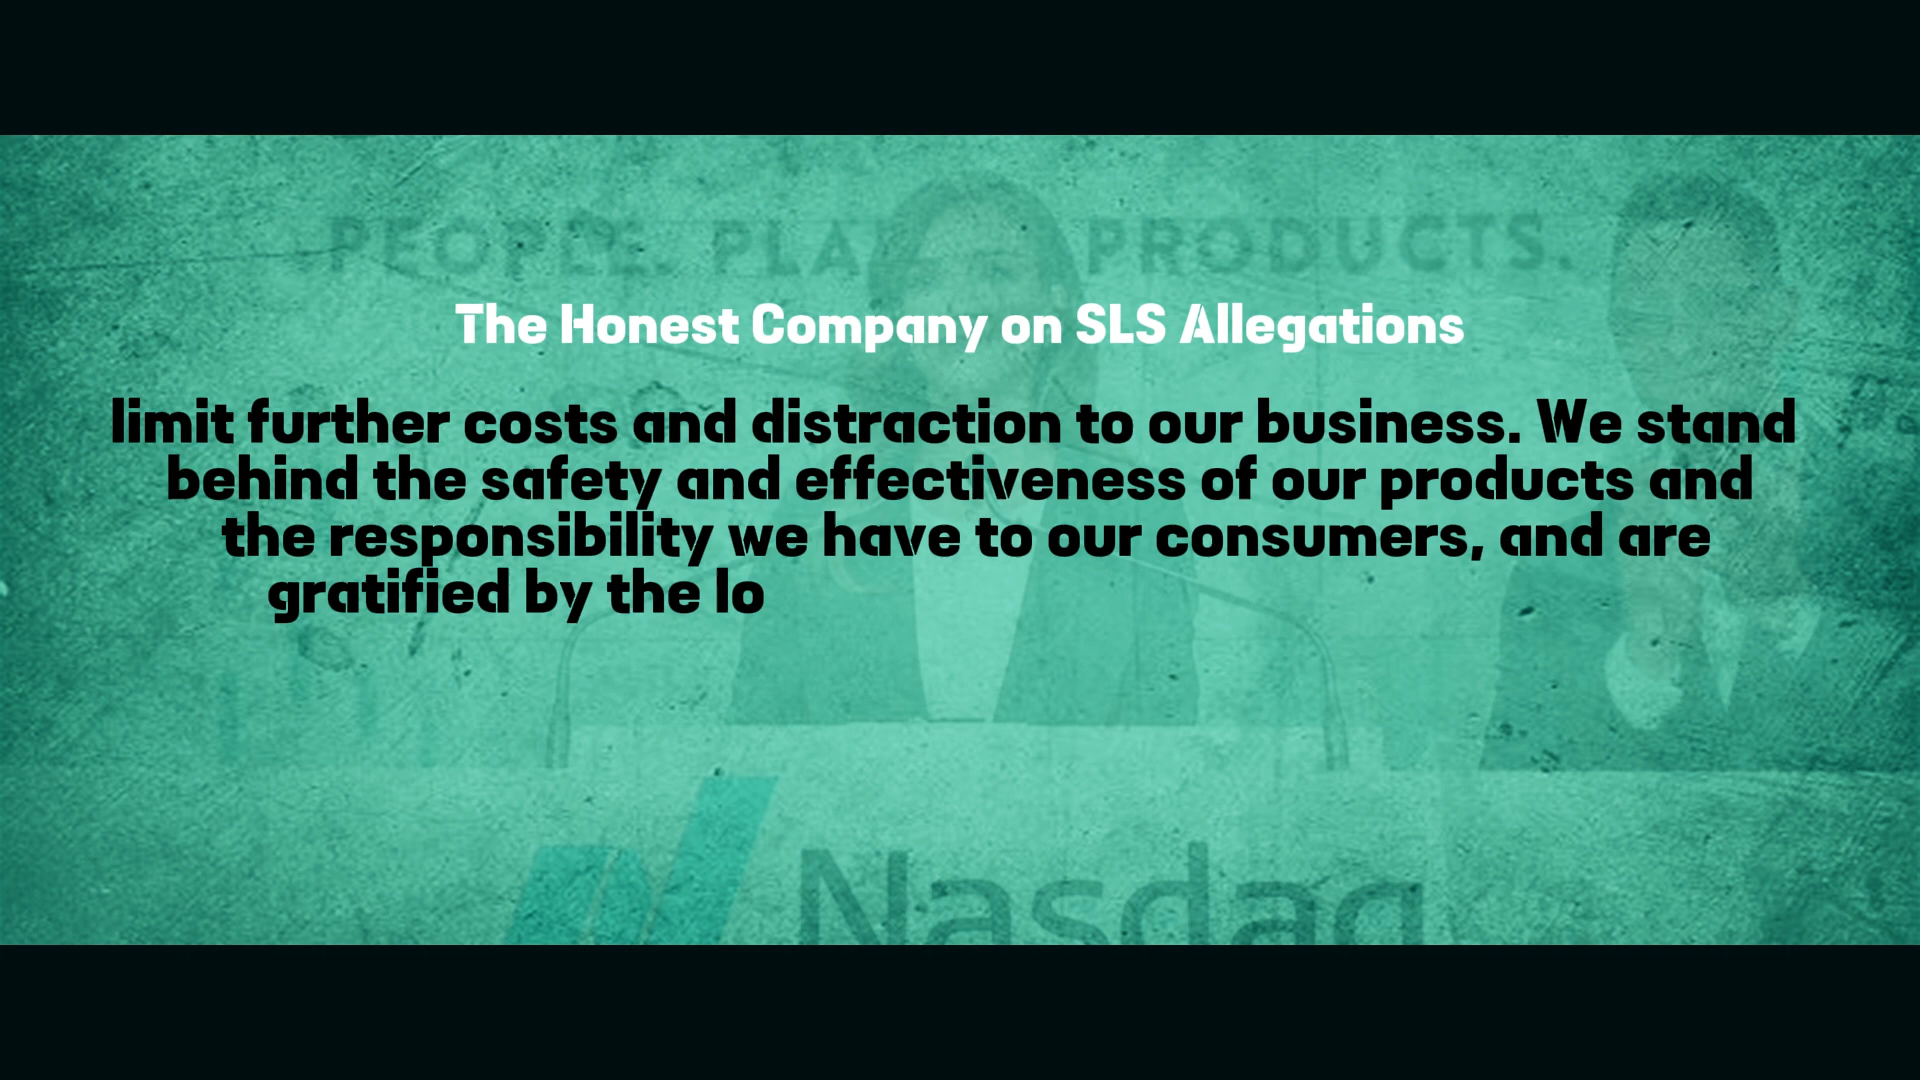 PEOPLE. PLA PRODUCTS.
The Honest Company on SLS Allegations
limit further costs and distraction to our business. We stand
behind the safety and effectiveness of our products and
the responsibility we have to our consumers, and are
gratified by the lo
Nasdaq